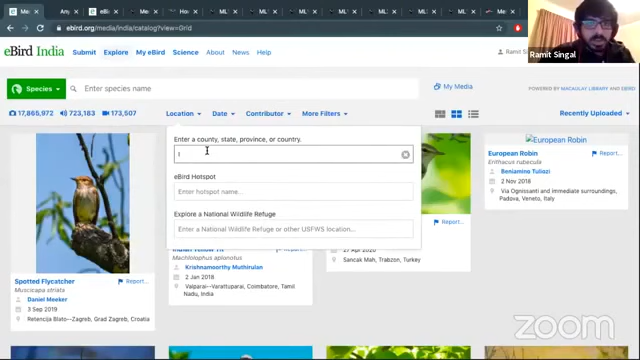 ebird.org/media/india/catalog?view=Grid
eBird India
Submit
Explore
My eBird
Science
About
Ramit Singal
Species
Enter species name
My Media
17,865,972
723,183
173,507
Location
Date
Contributor
More Filters
POWERED BY MACAULAY LIBRARY AND EBIRD
Recently Uploaded
Enter a county, state, province, or country.
I
eBird Hotspot
Enter hotspot name...
Explore a National Wildlife Refuge
Enter a National Wildlife Refuge or other USFWS location...
Spotted Flycatcher
Report...
Muscicapa striata
Daniel Meeker
3 Sep 2019
Retencija Blato--Zagreb, Grad Zagreb, Croatia
Indian Yellow Tit
Machlolophus aplonotus
Krishnamoorthy Muthirulan
2 Jan 2018
Valparai--Varattuparai, Coimbatore, Tamil
Nadu, India
Report...
27 Apr 2020
Sancak Mah, Trabzon, Turkey
European Robin
European Robin
Report...
Erithacus rubecula
Beniamino Tuliozi
2 Nov 2018
Via Ognissanti and immediate surroundings,
Padova, Veneto, Italy
zoom